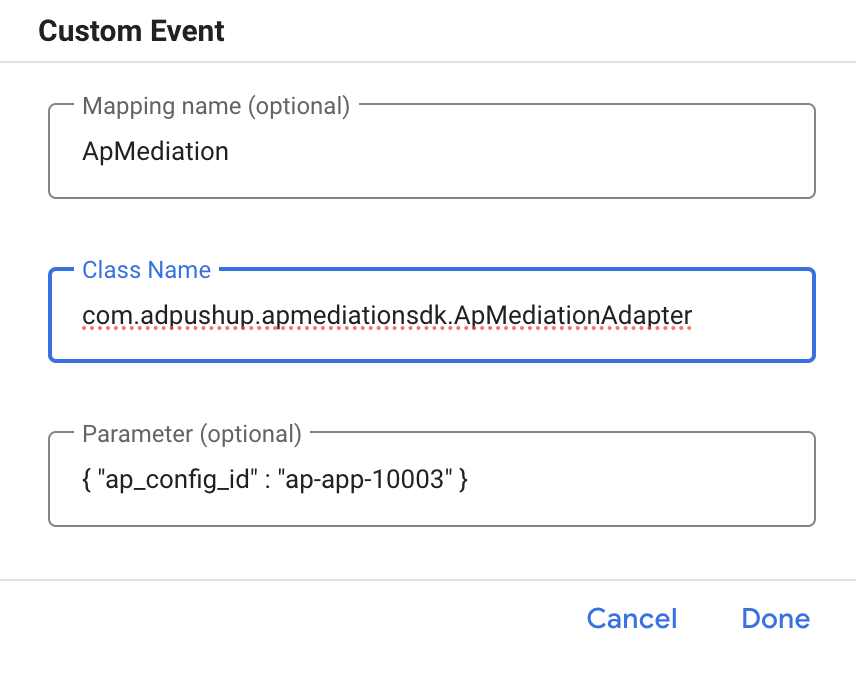 Custom Event
Mapping name (optional)
ApMediation
Class Name
com.adpushup.apmediationsdk.ApMediationAdapter
Parameter (optional)
{ "ap_config_id" : "ap-app-10003" }
Cancel Done